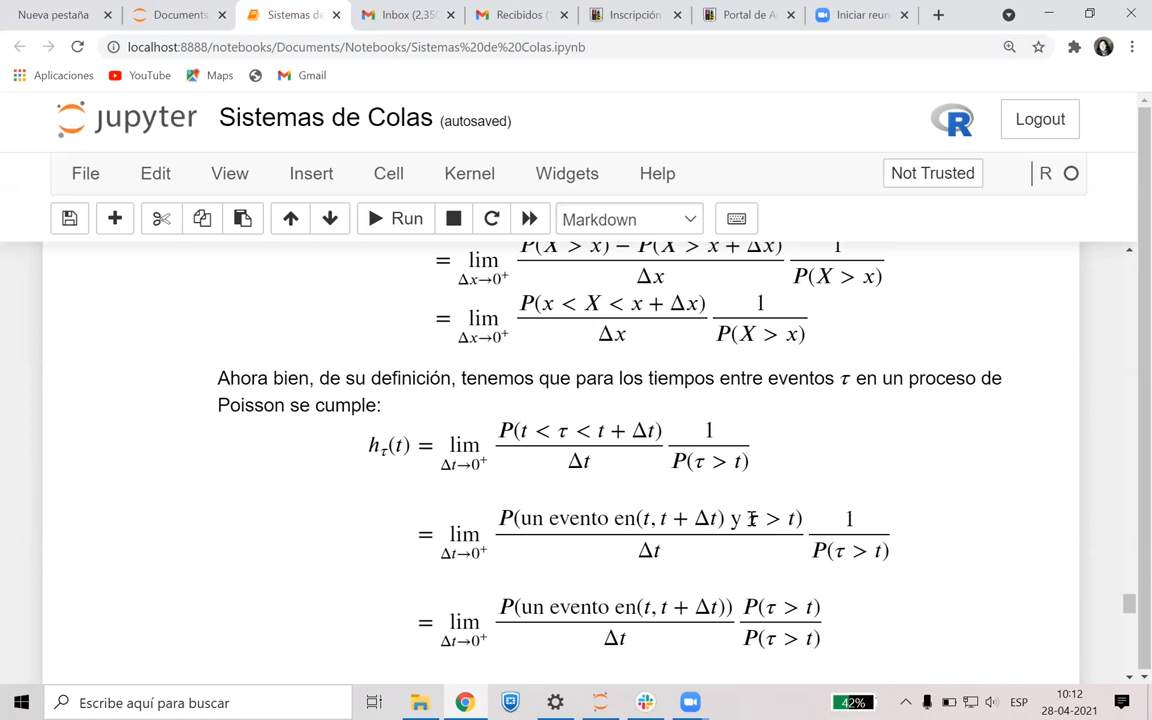 Nueva pestaña
Documents
Sistemas de
Inbox (2,350
Recibidos (1
Inscripción
Portal de A
Iniciar reun
localhost:8888/notebooks/Documents/Notebooks/Sistemas%20de%20Colas.ipynb
Aplicaciones YouTube Maps Gmail
jupyter Sistemas de Colas (autosaved) R Logout
File Edit View Insert Cell Kernel Widgets Help Not Trusted R
Run Markdown
= lim_{Δx→0⁺} P(X > x) − P(X > x + Δx) / Δx 1 / P(X > x)
= lim_{Δx→0⁺} P(x < X < x + Δx) / Δx 1 / P(X > x)
Ahora bien, de su definición, tenemos que para los tiempos entre eventos τ en un proceso de
Poisson se cumple:
h_τ(t) = lim_{Δt→0⁺} P(t < τ < t + Δt) / Δt 1 / P(τ > t)
= lim_{Δt→0⁺} P(un evento en(t, t + Δt) y τ > t) / Δt 1 / P(τ > t)
= lim_{Δt→0⁺} P(un evento en(t, t + Δt)) / Δt P(τ > t) / P(τ > t)
Escribe aquí para buscar
42%
ESP
10:12
28-04-2021